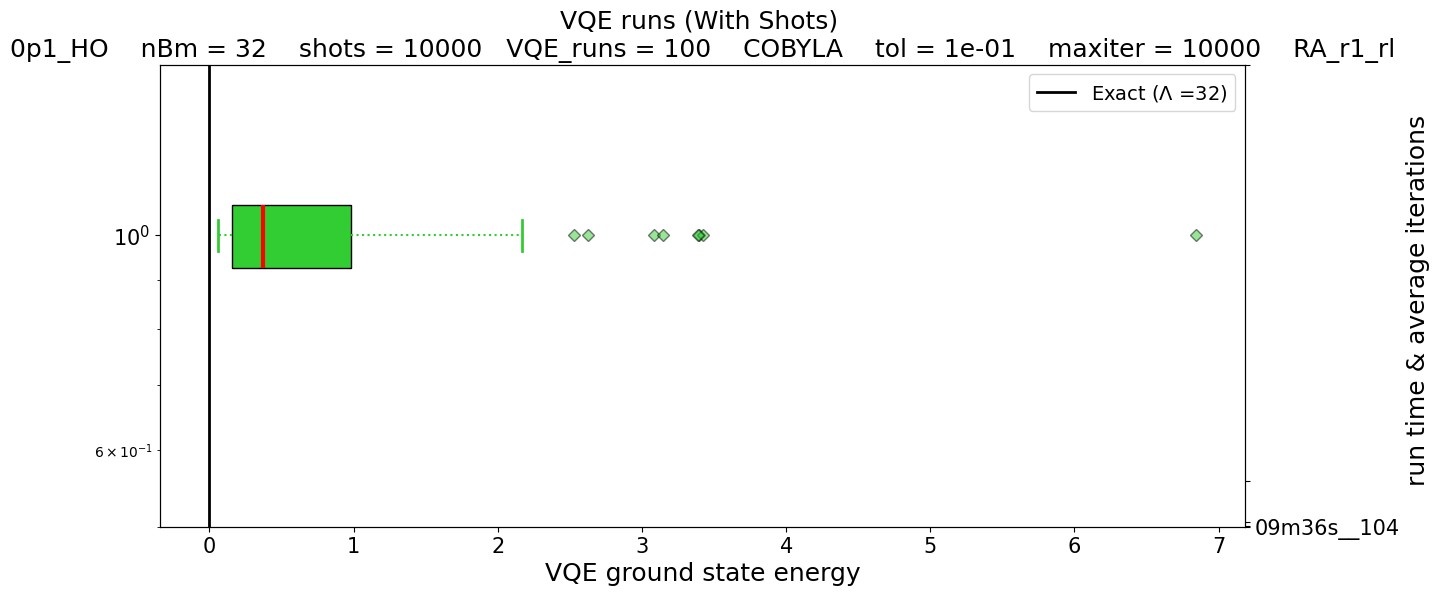 VQE runs (With Shots)
0p1_HO nBm = 32 shots = 10000 VQE_runs = 100 COBYLA tol = 1e-01 maxiter = 10000 RA_r1_rl
Exact (Λ =32)
10⁰
6 × 10⁻¹
0 1 2 3 4 5 6 7
VQE ground state energy
09m36s__104
run time & average iterations